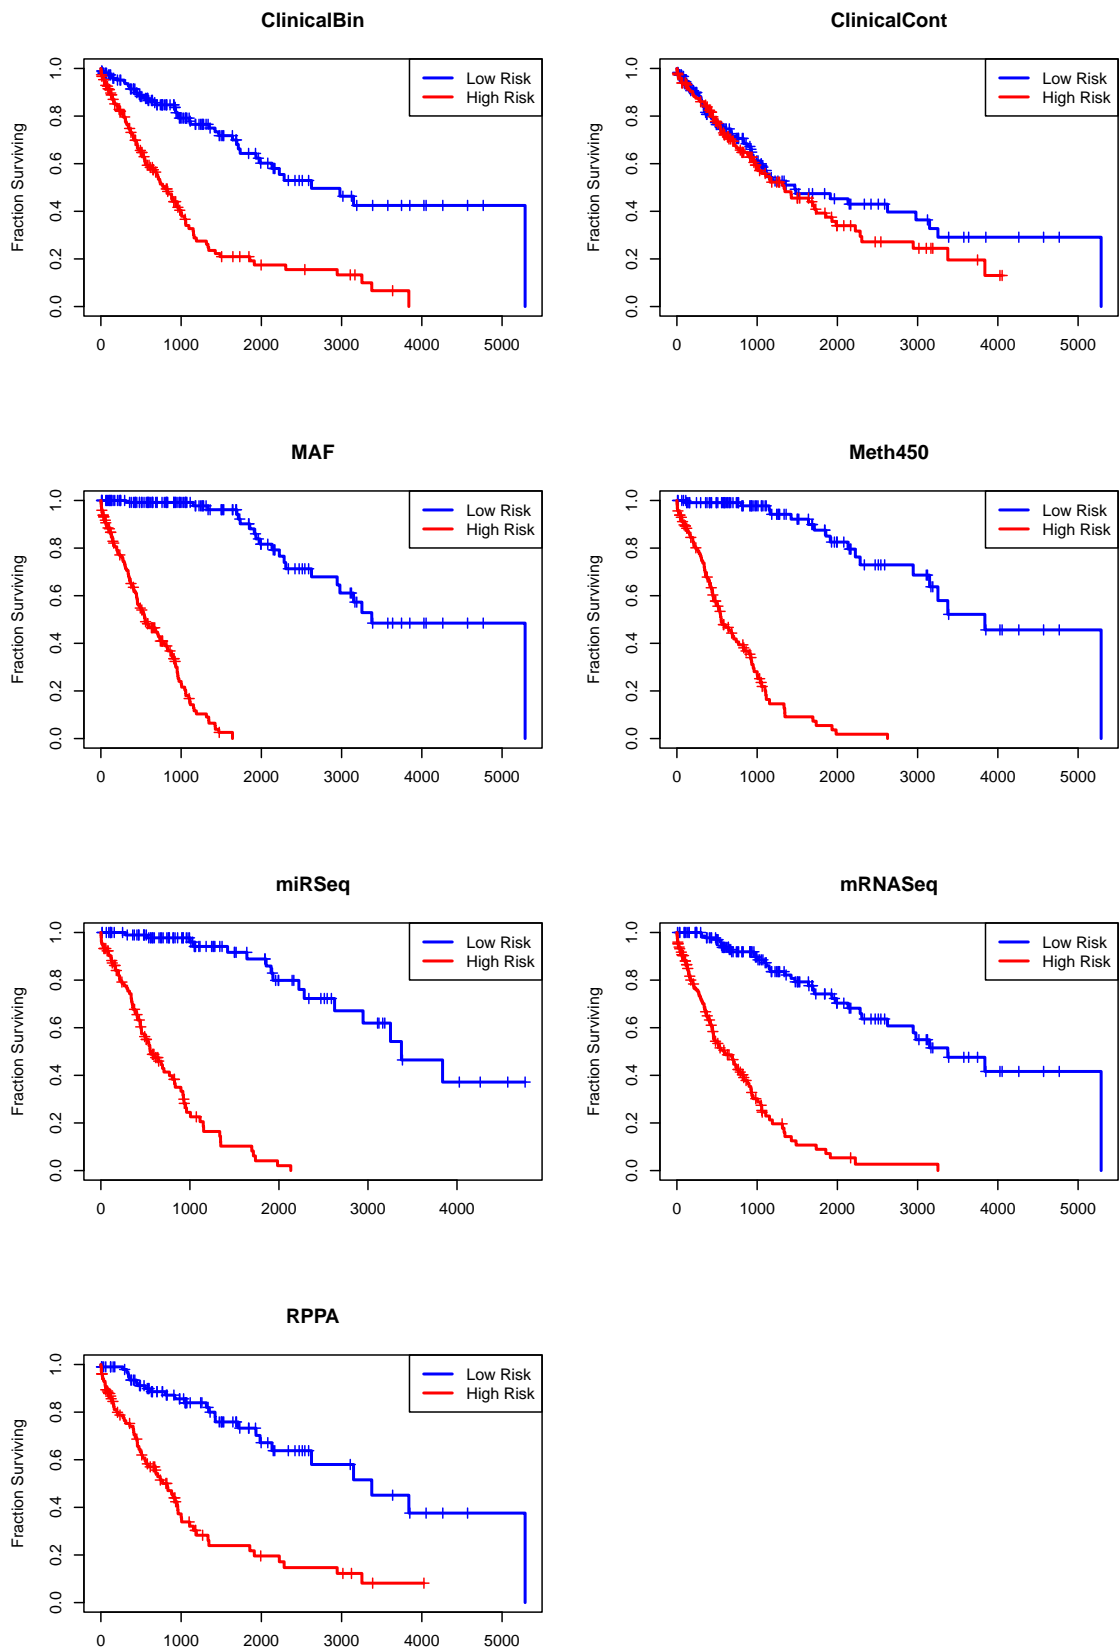 ClinicalBin
Fraction Surviving
0.0 0.2 0.4 0.6 0.8 1.0
Low Risk
High Risk
0 1000 2000 3000 4000 5000
ClinicalCont
Fraction Surviving
0.0 0.2 0.4 0.6 0.8 1.0
Low Risk
High Risk
0 1000 2000 3000 4000 5000
MAF
Fraction Surviving
0.0 0.2 0.4 0.6 0.8 1.0
Low Risk
High Risk
0 1000 2000 3000 4000 5000
Meth450
Fraction Surviving
0.0 0.2 0.4 0.6 0.8 1.0
Low Risk
High Risk
0 1000 2000 3000 4000 5000
miRSeq
Fraction Surviving
0.0 0.2 0.4 0.6 0.8 1.0
Low Risk
High Risk
0 1000 2000 3000 4000
mRNASeq
Fraction Surviving
0.0 0.2 0.4 0.6 0.8 1.0
Low Risk
High Risk
0 1000 2000 3000 4000 5000
RPPA
Fraction Surviving
0.0 0.2 0.4 0.6 0.8 1.0
Low Risk
High Risk
0 1000 2000 3000 4000 5000